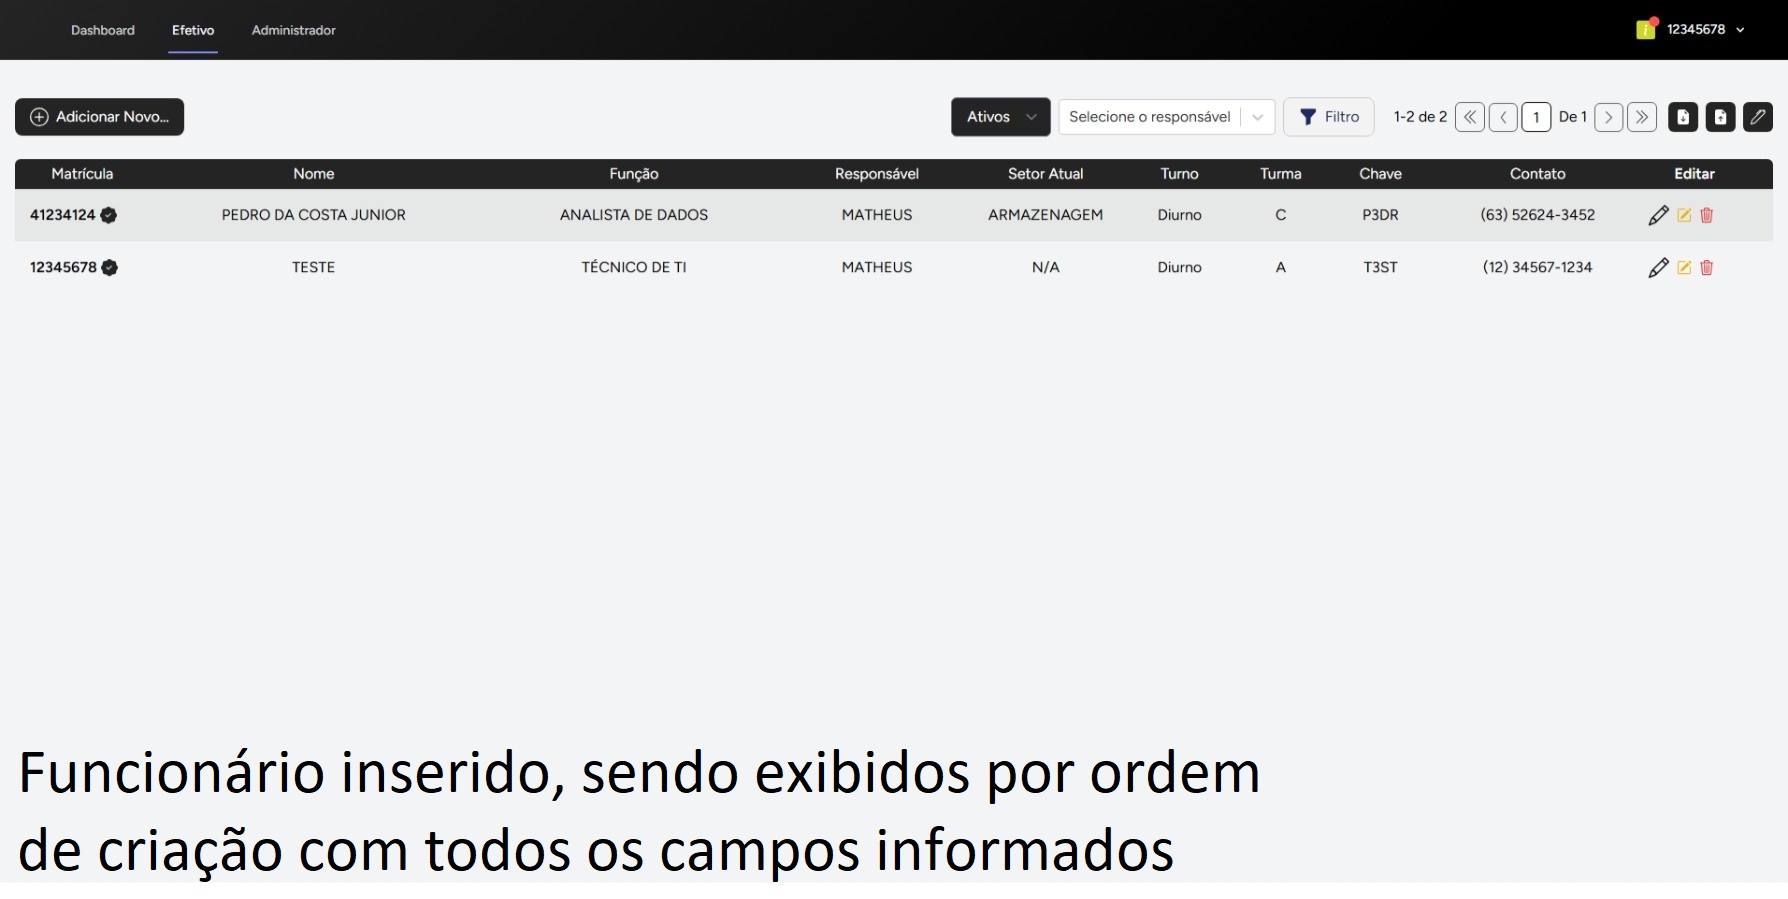 Dashboard Efetivo Administrador 12345678
Adicionar Novo... Ativos Selecione o responsável Filtro 1-2 de 2 1 De 1
Matrícula Nome Função Responsável Setor Atual Turno Turma Chave Contato Editar
41234124 PEDRO DA COSTA JUNIOR ANALISTA DE DADOS MATHEUS ARMAZENAGEM Diurno C P3DR (63) 52624-3452
12345678 TESTE TÉCNICO DE TI MATHEUS N/A Diurno A T3ST (12) 34567-1234
Funcionário inserido, sendo exibidos por ordem
de criação com todos os campos informados